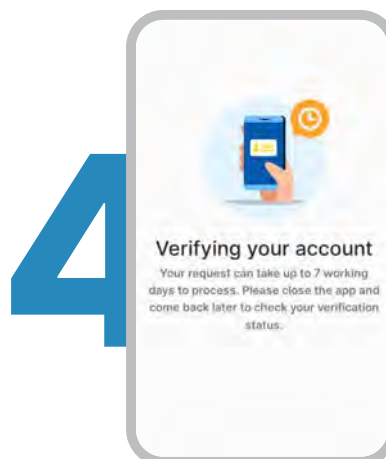 4
Verifying your account
Your request can take up to 7 working
days to process. Please close the app and
come back later to check your verification
status.